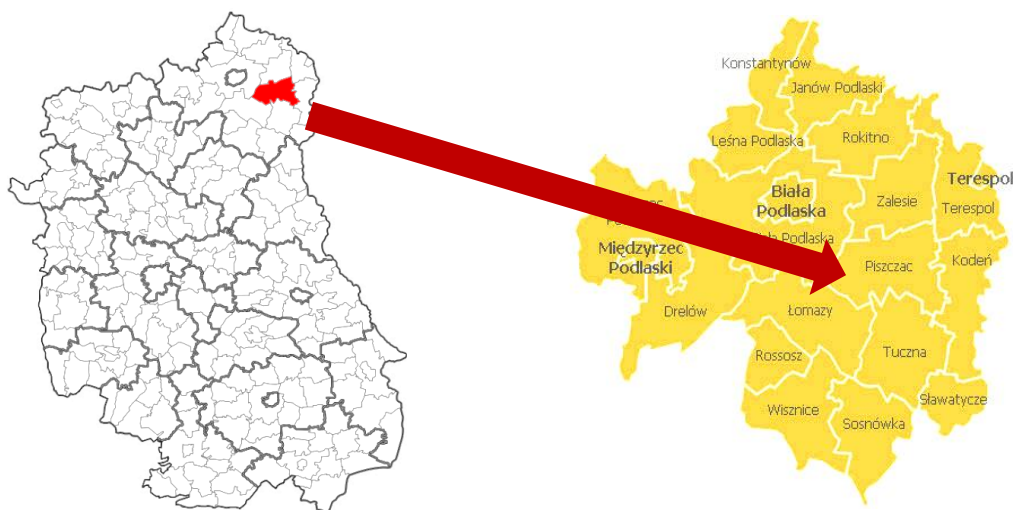 Konstantynów
Janów Podlaski
Leśna Podlaska
Rokitno
Terespol
Biała
Podlaska
Zalesie
Terespol
Podlaska
Międzyrzec
Podlaski
Piszczac
Kodeń
Drelów
Łomazy
Rossosz
Tuczna
Sławatycze
Wisznice
Sosnówka